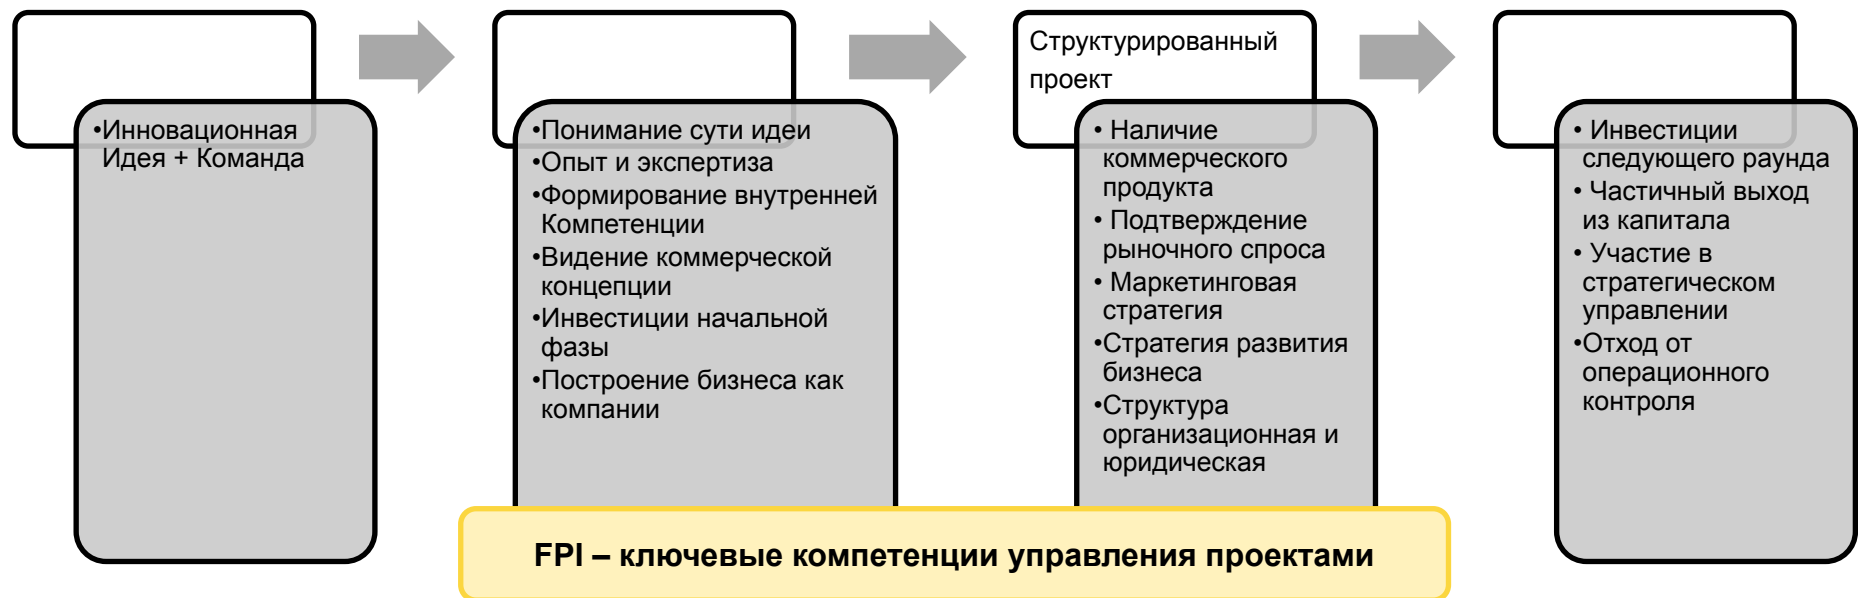 •Инновационная
Идея + Команда
•Понимание сути идеи
•Опыт и экспертиза
•Формирование внутренней
Компетенции
•Видение коммерческой
концепции
•Инвестиции начальной
фазы
•Построение бизнеса как
компании
Структурированный
проект
• Наличие
коммерческого
продукта
• Подтверждение
рыночного спроса
• Маркетинговая
стратегия
•Стратегия развития
бизнеса
•Структура
организационная и
юридическая
• Инвестиции
следующего раунда
• Частичный выход
из капитала
• Участие в
стратегическом
управлении
•Отход от
операционного
контроля
FPI – ключевые компетенции управления проектами